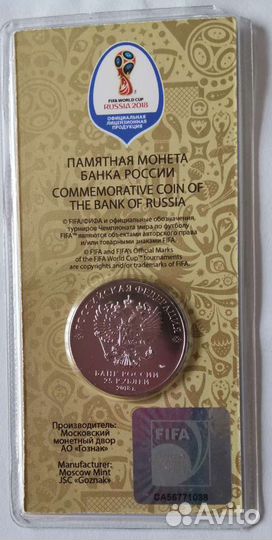 FIFA WORLD CUP
RUSSIA 2018
ОФИЦИАЛЬНАЯ
ЛИЦЕНЗИОННАЯ
ПРОДУКЦИЯ
ПАМЯТНАЯ МОНЕТА
БАНКА РОССИИ
COMMEMORATIVE COIN OF
THE BANK OF RUSSIA
© FIFA/ФИФА и официальные обозначения
турниров Чемпионата мира по футболу
FIFA™ являются объектами авторского права
и/или товарными знаками FIFA.
© FIFA and FIFA's Official Marks
of the FIFA World Cup™ tournaments
are copyrights and/or trademarks of FIFA.
РОССИЙСКАЯ ФЕДЕРАЦИЯ
БАНК РОССИИ
25 РУБЛЕЙ
2018 г.
Производитель:
Московский
монетный двор
АО «Гознак»
Manufacturer:
Moscow Mint
JSC «Goznak»
FIFA
CA56771088
Avito